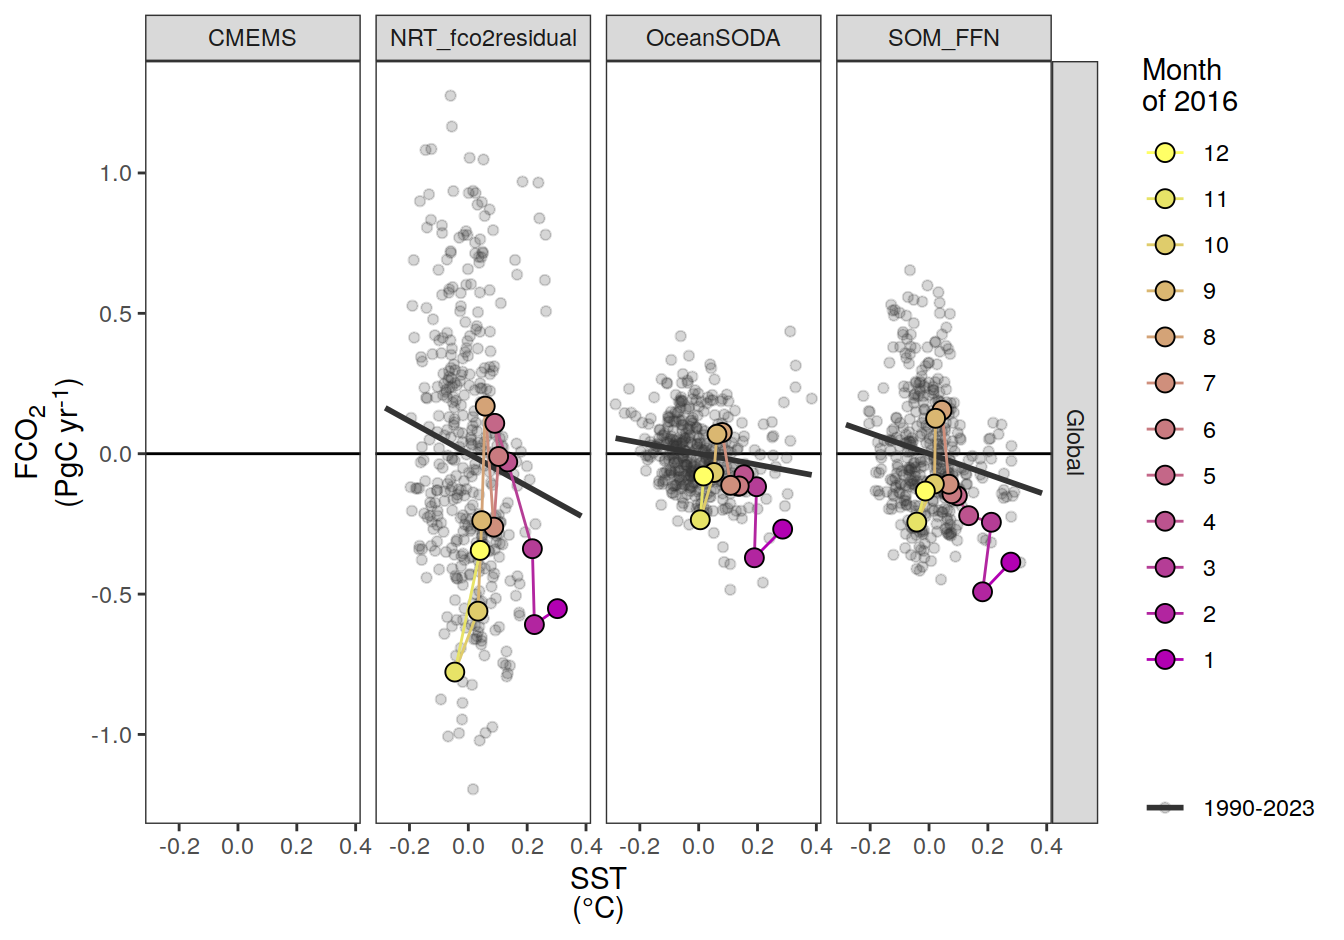 CMEMS NRT_fco2residual OceanSODA SOM_FFN
Global
FCO₂
(PgC yr⁻¹)
1.0
0.5
0.0
-0.5
-1.0
-0.2 0.0 0.2 0.4 -0.2 0.0 0.2 0.4 -0.2 0.0 0.2 0.4 -0.2 0.0 0.2 0.4
SST
(°C)
Month
of 2016
12
11
10
9
8
7
6
5
4
3
2
1
1990-2023